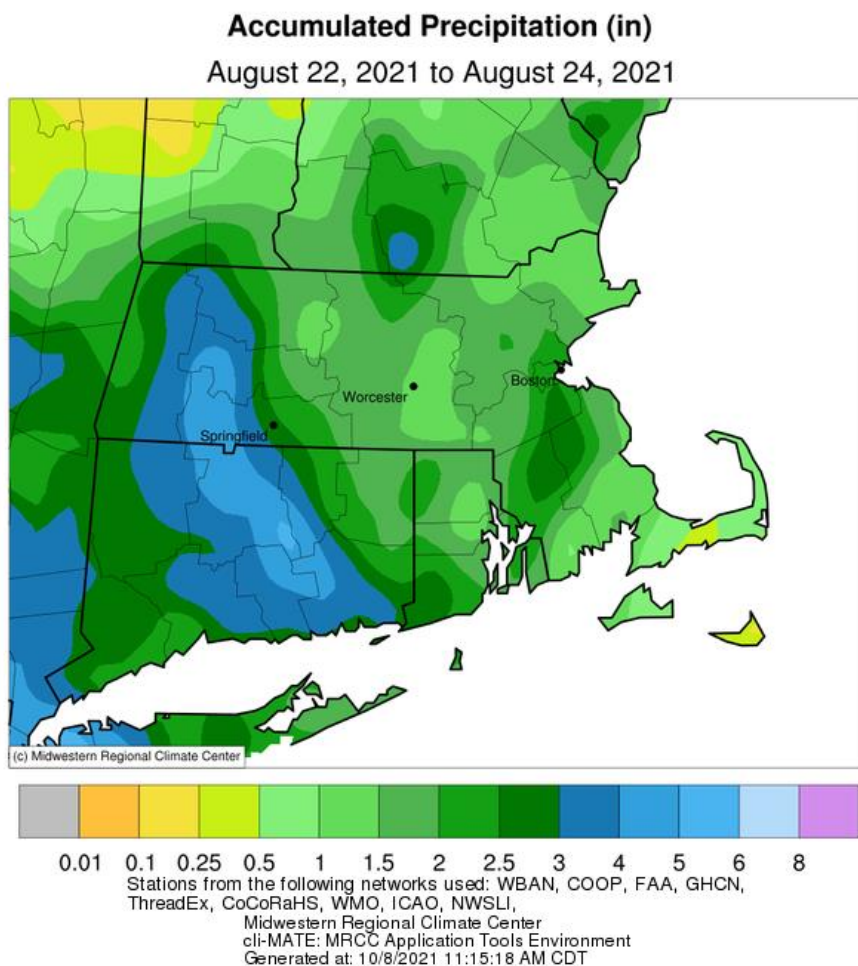 Accumulated Precipitation (in)
August 22, 2021 to August 24, 2021
Worcester
Boston
Springfield
(c) Midwestern Regional Climate Center
0.01 0.1 0.25 0.5 1 1.5 2 2.5 3 4 5 6 8
Stations from the following networks used: WBAN, COOP, FAA, GHCN,
ThreadEx, CoCoRaHS, WMO, ICAO, NWSLI,
Midwestern Regional Climate Center
cli-MATE: MRCC Application Tools Environment
Generated at: 10/8/2021 11:15:18 AM CDT